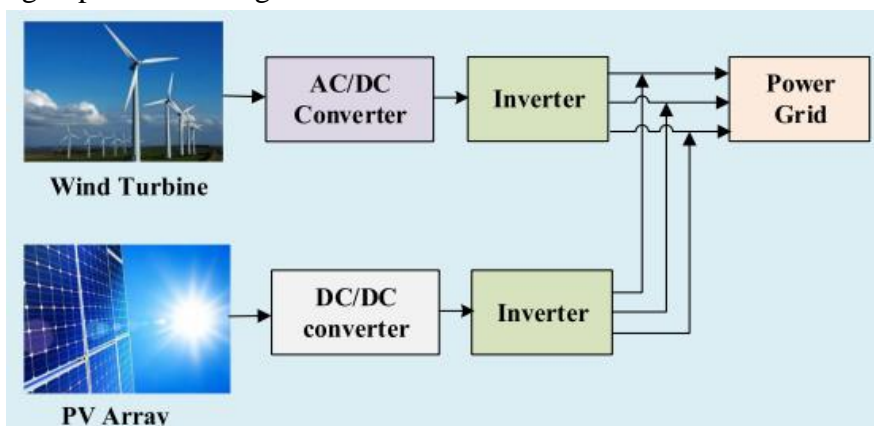 AC/DC
Converter
Inverter
Power
Grid
Wind Turbine
DC/DC
converter
Inverter
PV Array